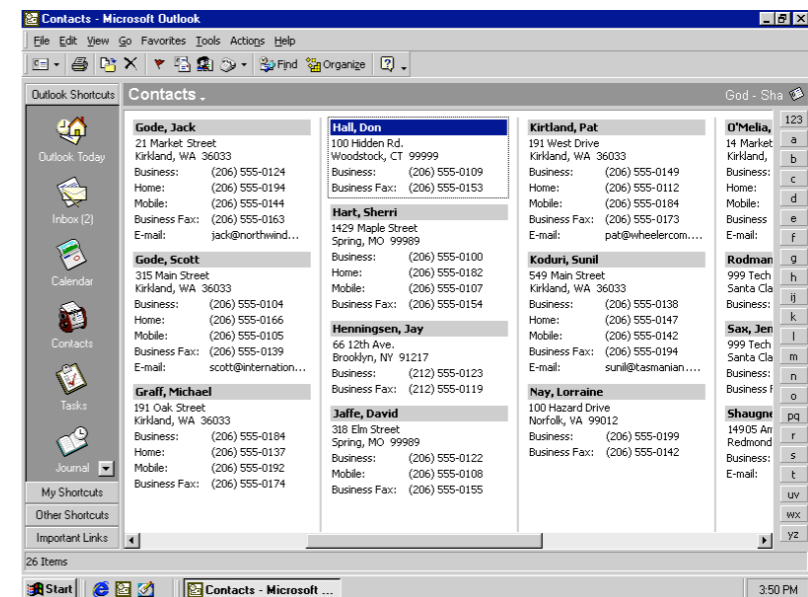 Contacts - Microsoft Outlook
File Edit View Go Favorites Tools Actions Help
Find Organize
Outlook Shortcuts
Contacts
God - Sha
Outlook Today
Inbox (2)
Calendar
Contacts
Tasks
Journal
My Shortcuts
Other Shortcuts
Important Links
Gode, Jack
21 Market Street
Kirkland, WA 36033
Business: (206) 555-0124
Home: (206) 555-0194
Mobile: (206) 555-0144
Business Fax: (206) 555-0163
E-mail: jack@northwind...
Gode, Scott
315 Main Street
Kirkland, WA 36033
Business: (206) 555-0104
Home: (206) 555-0166
Mobile: (206) 555-0105
Business Fax: (206) 555-0139
E-mail: scott@internation...
Graff, Michael
191 Oak Street
Kirkland, WA 36033
Business: (206) 555-0184
Home: (206) 555-0137
Mobile: (206) 555-0192
Business Fax: (206) 555-0174
Hall, Don
100 Hidden Rd.
Woodstock, CT 99999
Business: (206) 555-0109
Business Fax: (206) 555-0153
Hart, Sherri
1429 Maple Street
Spring, MO 99989
Business: (206) 555-0100
Home: (206) 555-0182
Mobile: (206) 555-0107
Business Fax: (206) 555-0154
Henningsen, Jay
66 12th Ave.
Brooklyn, NY 91217
Business: (212) 555-0123
Business Fax: (212) 555-0119
Jaffe, David
318 Elm Street
Spring, MO 99989
Business: (206) 555-0122
Mobile: (206) 555-0108
Business Fax: (206) 555-0155
Kirtland, Pat
191 West Drive
Kirkland, WA 36033
Business: (206) 555-0149
Home: (206) 555-0112
Mobile: (206) 555-0184
Business Fax: (206) 555-0173
E-mail: pat@wheelercom....
Koduri, Sunil
549 Main Street
Kirkland, WA 36033
Business: (206) 555-0138
Home: (206) 555-0147
Mobile: (206) 555-0142
Business Fax: (206) 555-0194
E-mail: sunil@tasmanian....
Nay, Lorraine
100 Hazard Drive
Norfolk, VA 99012
Business: (206) 555-0199
Business Fax: (206) 555-0142
O'Melia,
14 Market
Kirkland,
Business:
Home:
Mobile:
Business
E-mail:
Rodman
999 Tech
Santa Cla
Business:
Sax, Jen
999 Tech
Santa Cla
Business:
Business F
Shaugne
14905 Am
Redmond
Business:
E-mail:
123
a
b
c
d
e
f
g
h
ij
k
l
m
n
o
pq
r
s
t
uv
wx
yz
26 Items
Start
Contacts - Microsoft ...
3:50 PM